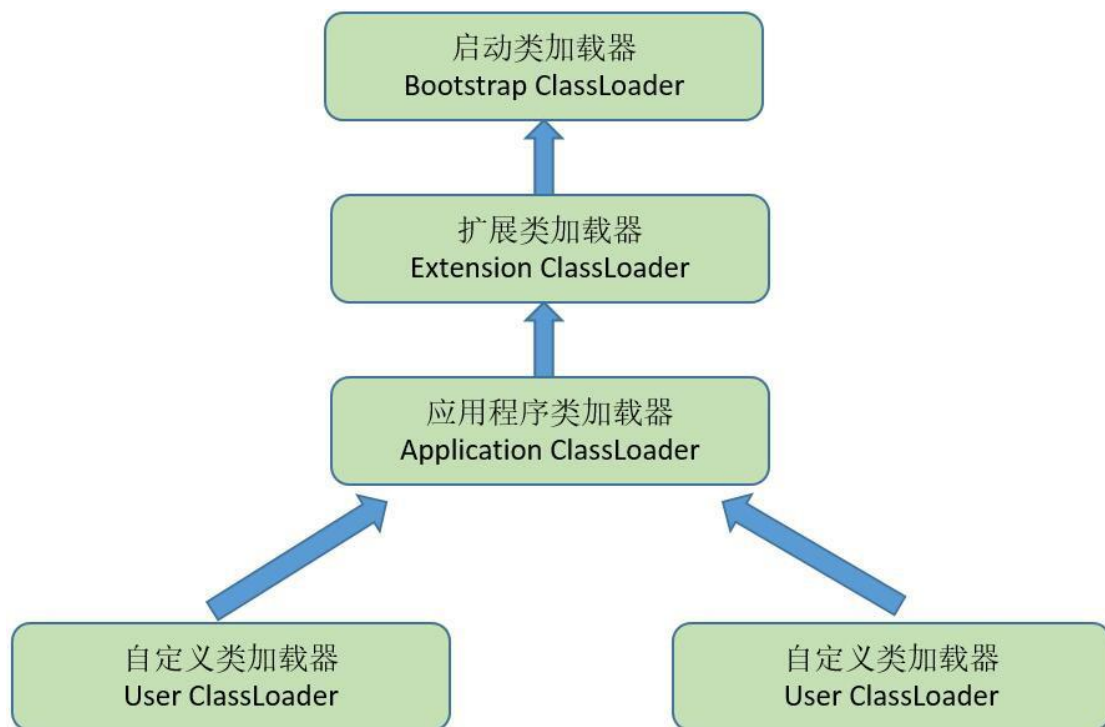 启动类加载器
Bootstrap ClassLoader
扩展类加载器
Extension ClassLoader
应用程序类加载器
Application ClassLoader
自定义类加载器
User ClassLoader
自定义类加载器
User ClassLoader